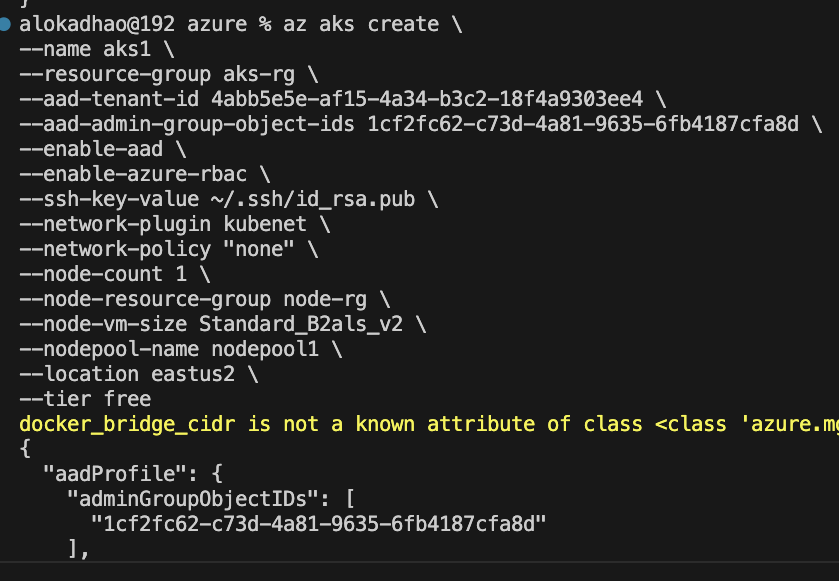 }
alokadhao@192 azure % az aks create \
--name aks1 \
--resource-group aks-rg \
--aad-tenant-id 4abb5e5e-af15-4a34-b3c2-18f4a9303ee4 \
--aad-admin-group-object-ids 1cf2fc62-c73d-4a81-9635-6fb4187cfa8d \
--enable-aad \
--enable-azure-rbac \
--ssh-key-value ~/.ssh/id_rsa.pub \
--network-plugin kubenet \
--network-policy "none" \
--node-count 1 \
--node-resource-group node-rg \
--node-vm-size Standard_B2als_v2 \
--nodepool-name nodepool1 \
--location eastus2 \
--tier free
docker_bridge_cidr is not a known attribute of class <class 'azure.mg
{
  "aadProfile": {
    "adminGroupObjectIDs": [
      "1cf2fc62-c73d-4a81-9635-6fb4187cfa8d"
    ],